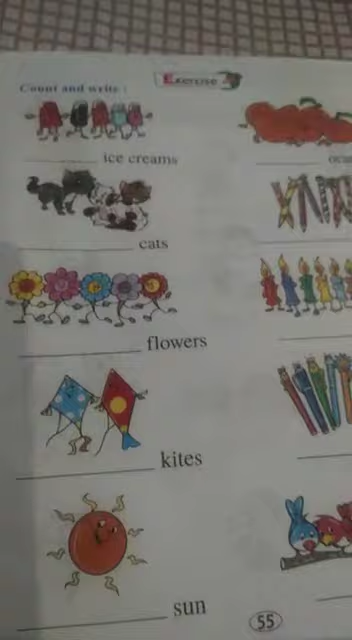 Exercise
Count and write :
ice creams
cats
flowers
kites
sun
55